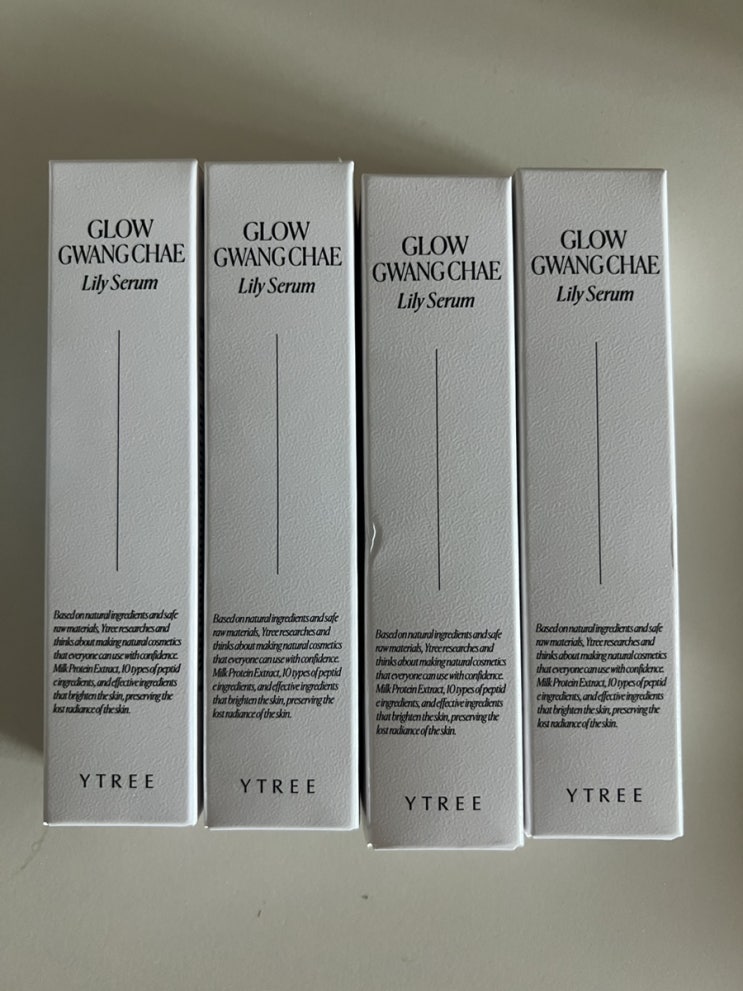 GLOW
GWANG CHAE
Lily Serum
Based on natural ingredients and safe
raw materials, Ytree researches and
thinks about making natural cosmetics
that everyone can use with confidence.
Milk Protein Extract, 10 types of peptid
e ingredients, and effective ingredients
that brighten the skin, preserving the
lost radiance of the skin.
YTREE
GLOW
GWANG CHAE
Lily Serum
Based on natural ingredients and safe
raw materials, Ytree researches and
thinks about making natural cosmetics
that everyone can use with confidence.
Milk Protein Extract, 10 types of peptid
e ingredients, and effective ingredients
that brighten the skin, preserving the
lost radiance of the skin.
YTREE
GLOW
GWANG CHAE
Lily Serum
Based on natural ingredients and safe
raw materials, Ytree researches and
thinks about making natural cosmetics
that everyone can use with confidence.
Milk Protein Extract, 10 types of peptid
e ingredients, and effective ingredients
that brighten the skin, preserving the
lost radiance of the skin.
YTREE
GLOW
GWANG CHAE
Lily Serum
Based on natural ingredients and safe
raw materials, Ytree researches and
thinks about making natural cosmetics
that everyone can use with confidence.
Milk Protein Extract, 10 types of peptid
e ingredients, and effective ingredients
that brighten the skin, preserving the
lost radiance of the skin.
YTREE